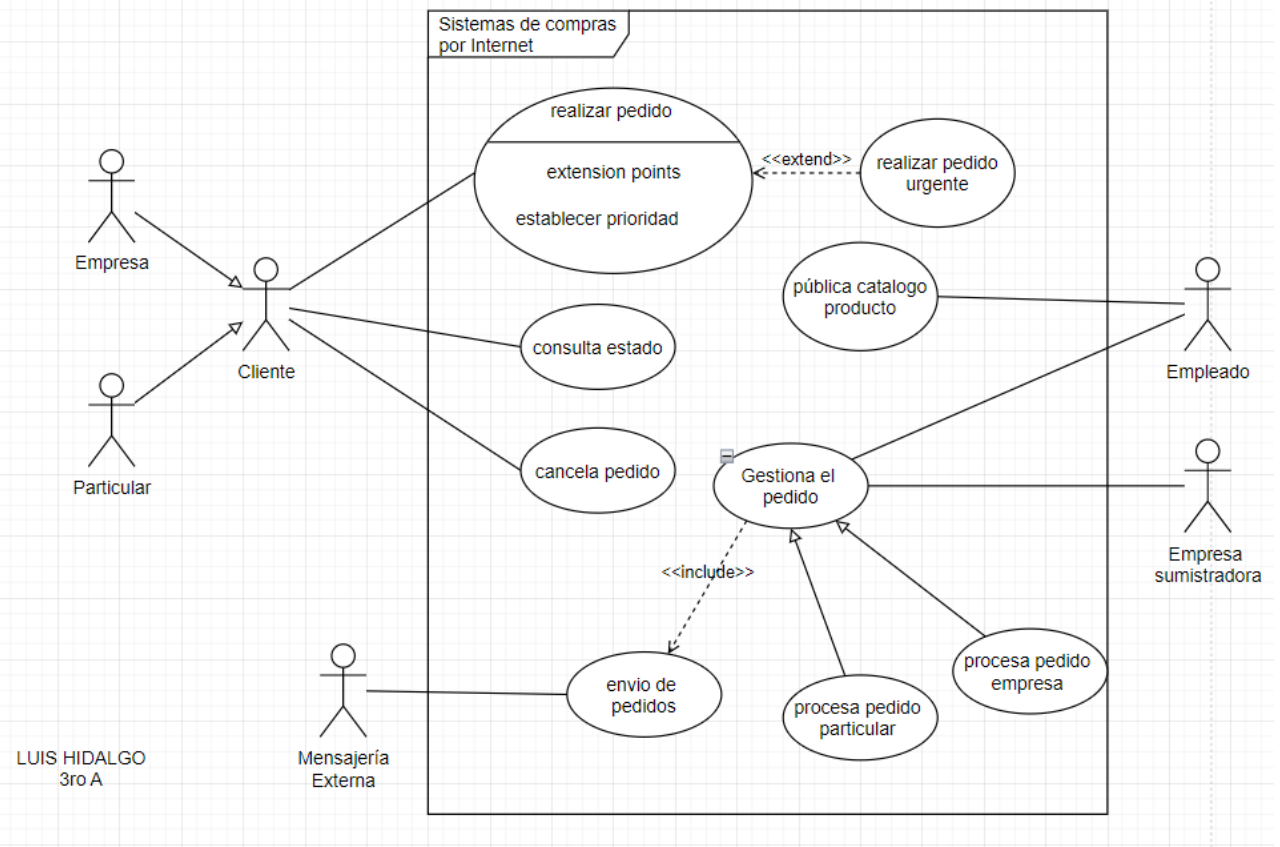 Sistemas de compras
por Internet
realizar pedido
extension points
establecer prioridad
<<extend>>
realizar pedido
urgente
Empresa
pública catalogo
producto
Cliente
consulta estado
Empleado
Particular
cancela pedido
Gestiona el
pedido
Empresa
sumistradora
<<include>>
envio de
pedidos
procesa pedido
particular
procesa pedido
empresa
LUIS HIDALGO
3ro A
Mensajería
Externa